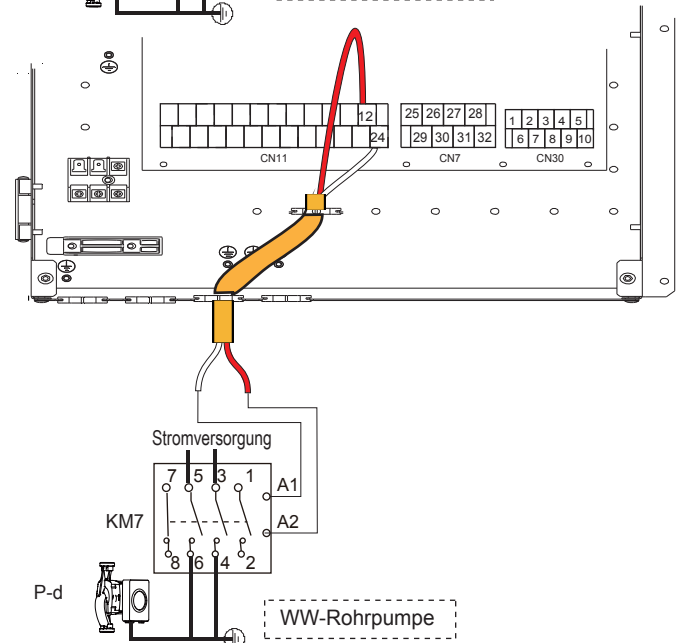 12 25 26 27 28 1 2 3 4 5
24 29 30 31 32 6 7 8 9 10
CN11 CN7 CN30
Stromversorgung
7 5 3 1
A1
KM7 A2
8 6 4 2
P-d
WW-Rohrpumpe